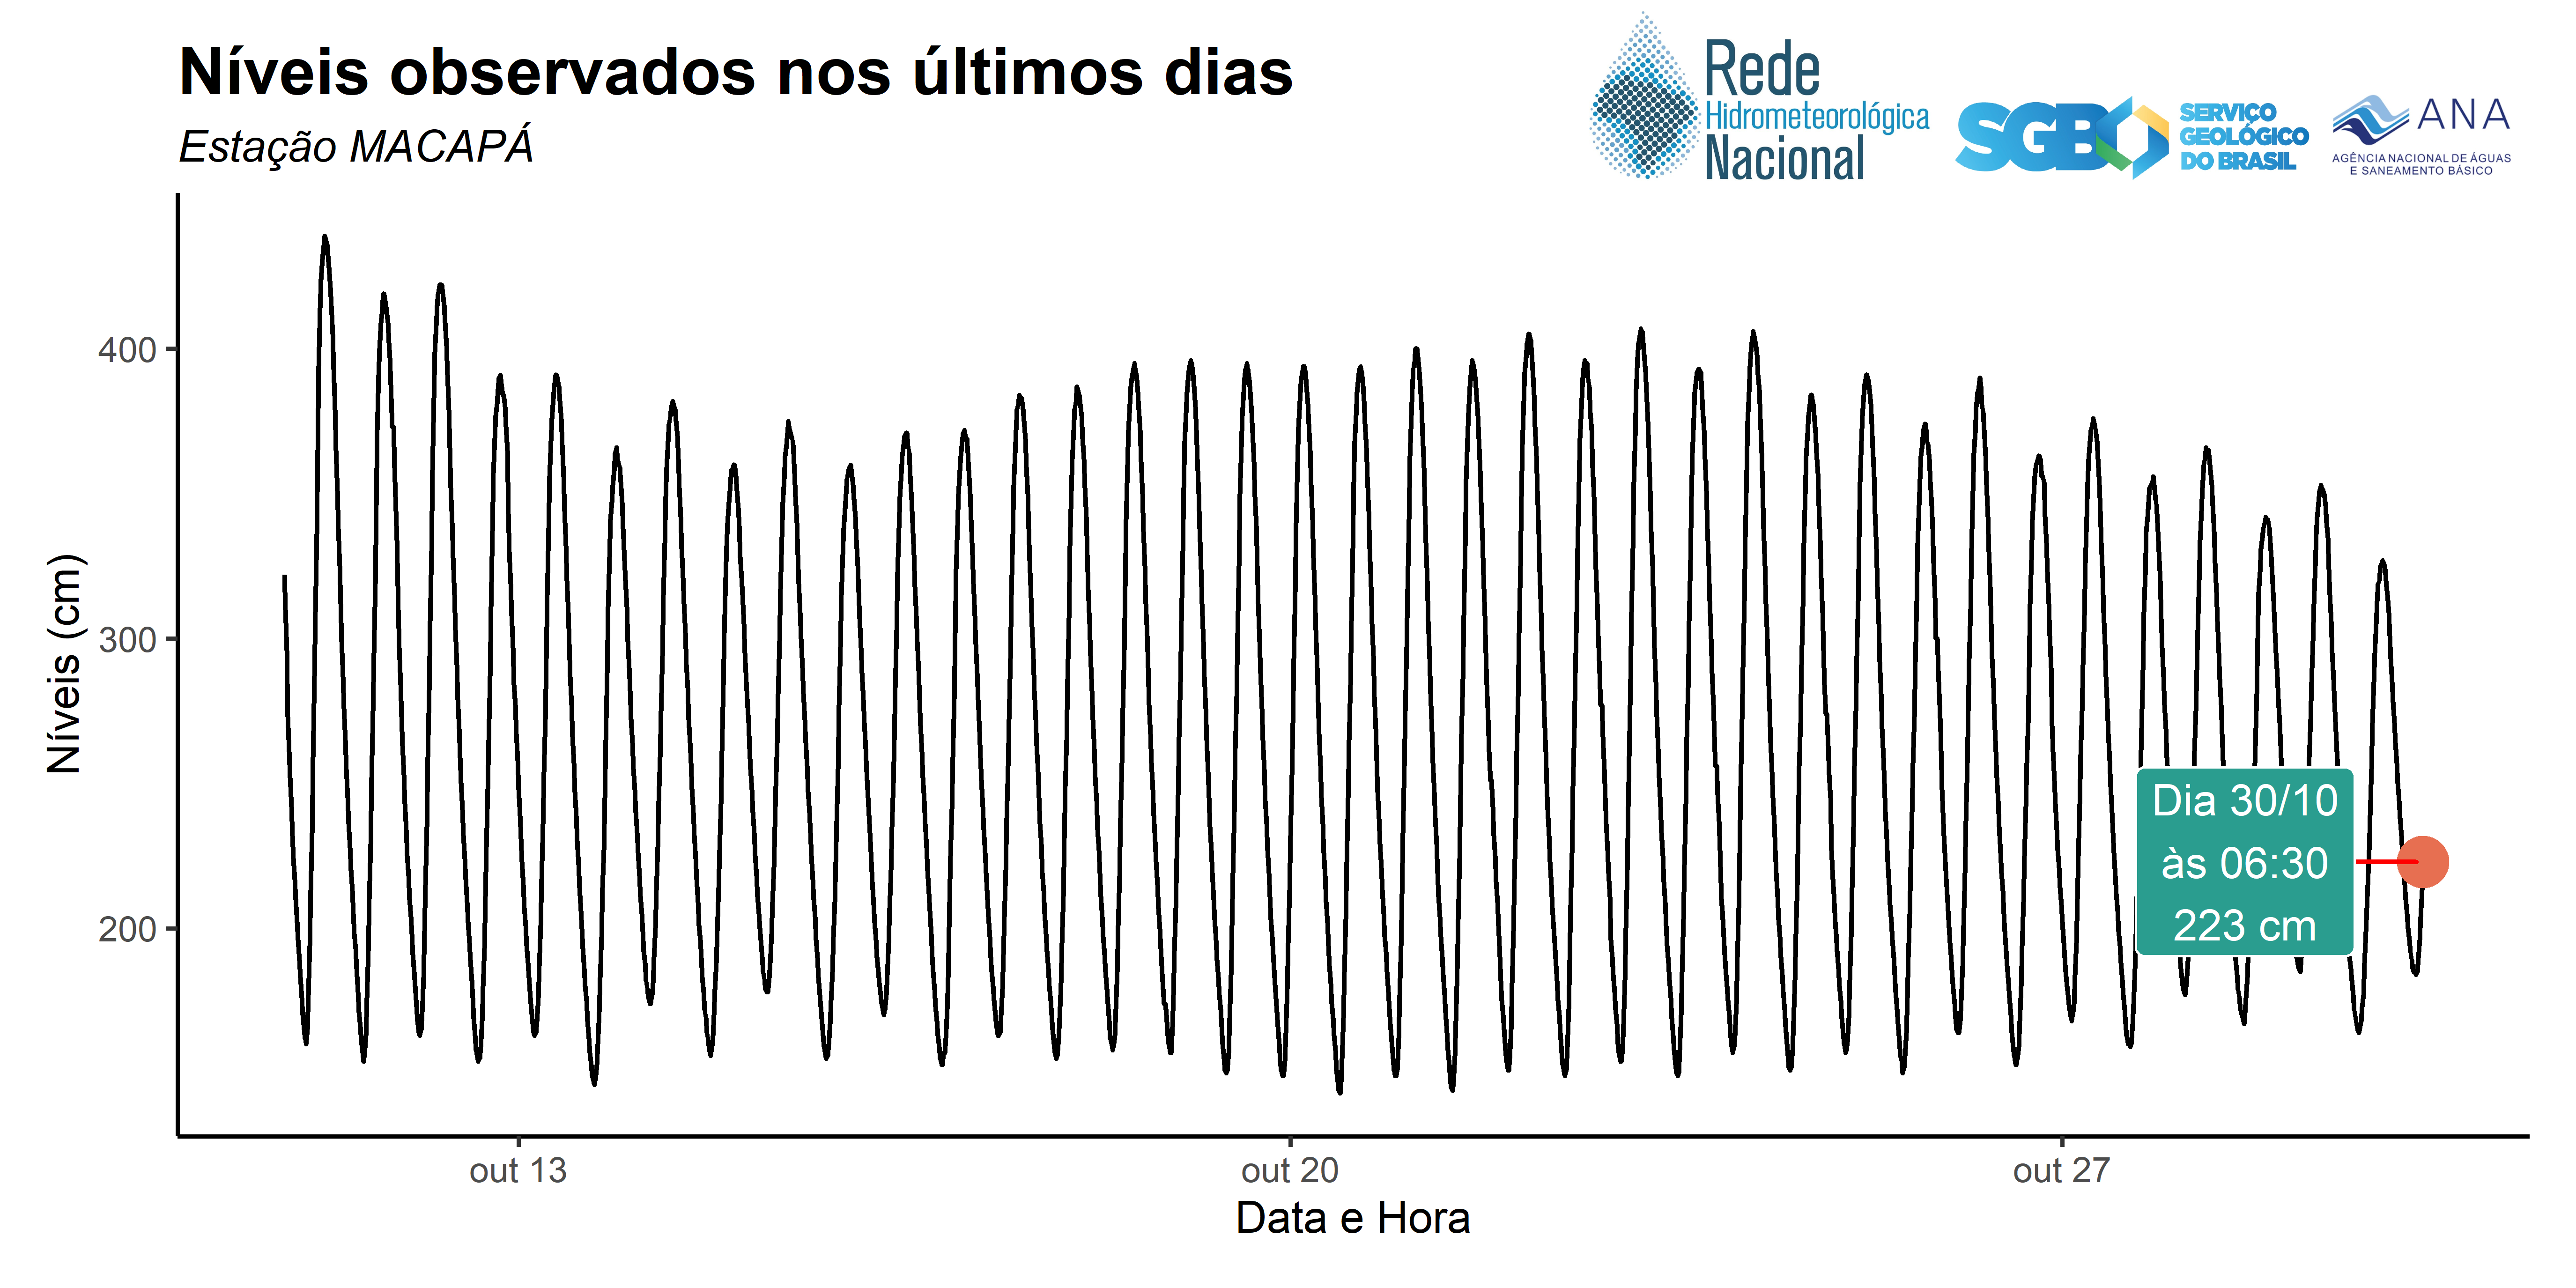 Níveis observados nos últimos dias
Estação MACAPÁ
Rede
Hidrometeorológica
Nacional
SGB
SERVIÇO
GEOLÓGICO
DO BRASIL
ANA
AGÊNCIA NACIONAL DE ÁGUAS
E SANEAMENTO BÁSICO
Níveis (cm)
400
300
200
Dia 30/10
às 06:30
223 cm
out 13
out 20
out 27
Data e Hora